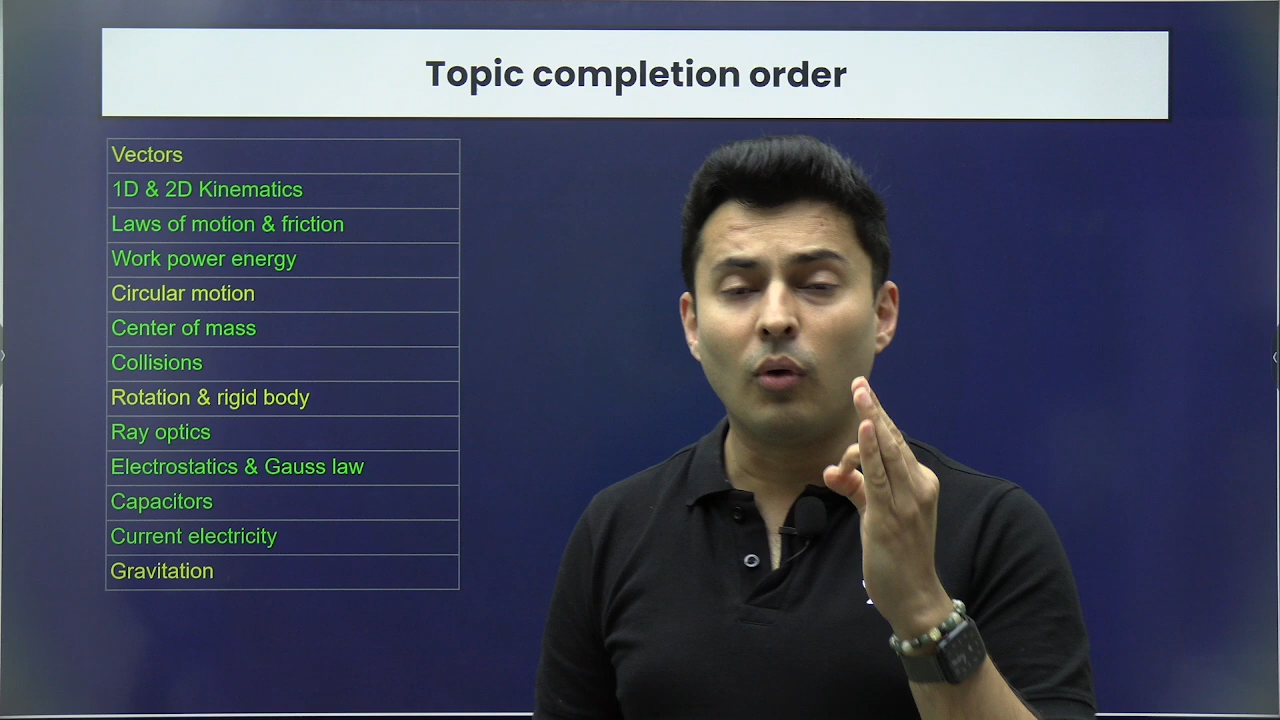 Topic completion order
Vectors
1D & 2D Kinematics
Laws of motion & friction
Work power energy
Circular motion
Center of mass
Collisions
Rotation & rigid body
Ray optics
Electrostatics & Gauss law
Capacitors
Current electricity
Gravitation